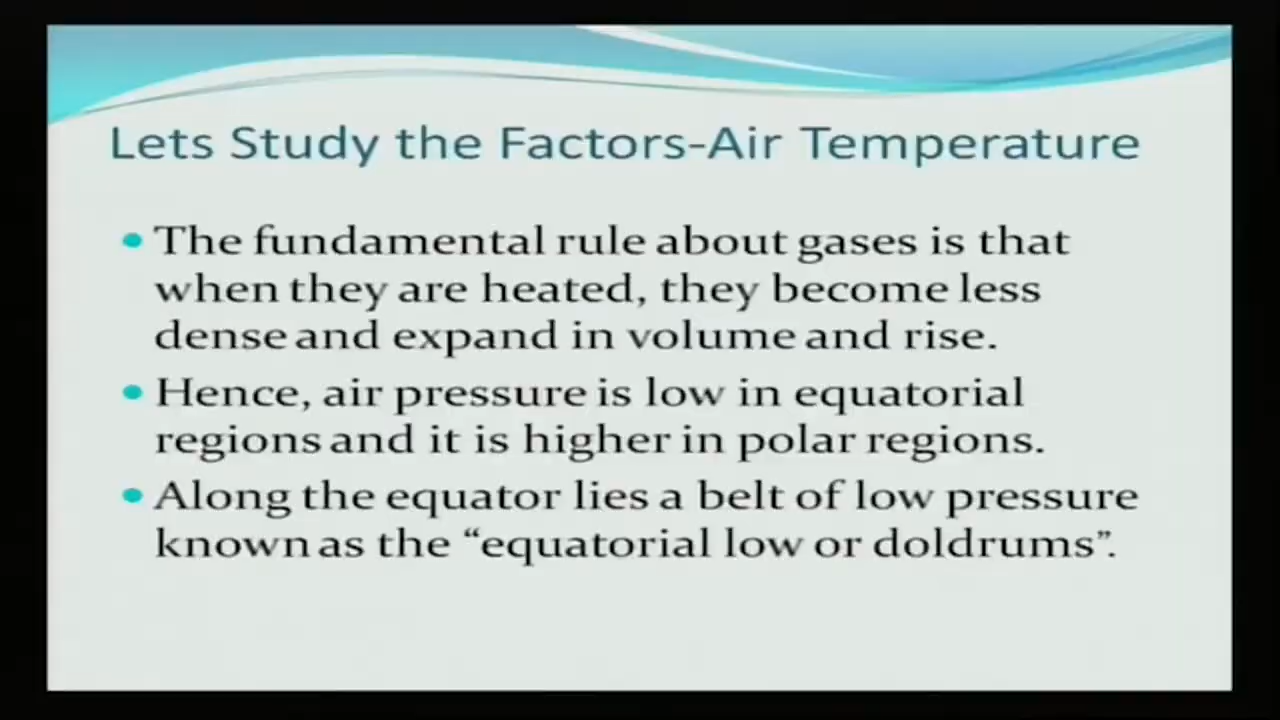 Lets Study the Factors-Air Temperature
The fundamental rule about gases is that
when they are heated, they become less
dense and expand in volume and rise.
Hence, air pressure is low in equatorial
regions and it is higher in polar regions.
Along the equator lies a belt of low pressure
known as the “equatorial low or doldrums”.